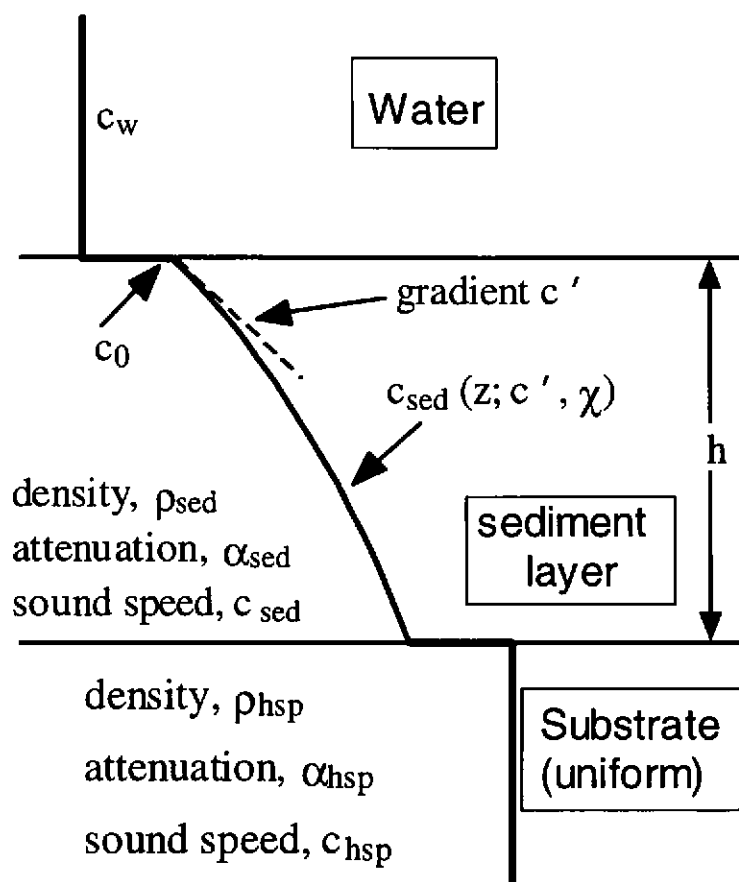 c_w
Water
gradient c '
c_0
c_sed (z; c ' , χ)
h
density, ρ_sed
attenuation, α_sed
sound speed, c_sed
sediment
layer
density, ρ_hsp
attenuation, α_hsp
sound speed, c_hsp
Substrate
(uniform)